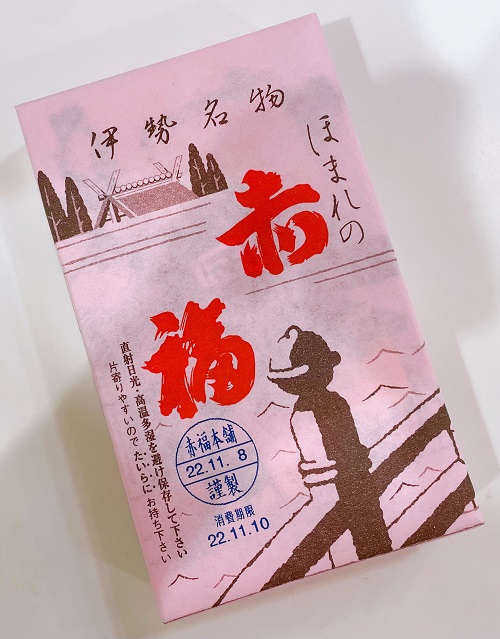 伊勢名物
ほまれの
赤
福
直射日光・高温多湿を避け保存して下さい
片寄りやすいので たいらに お持ち下さい
赤福本舗
22.11. 8
謹製
消費期限
22.11.10